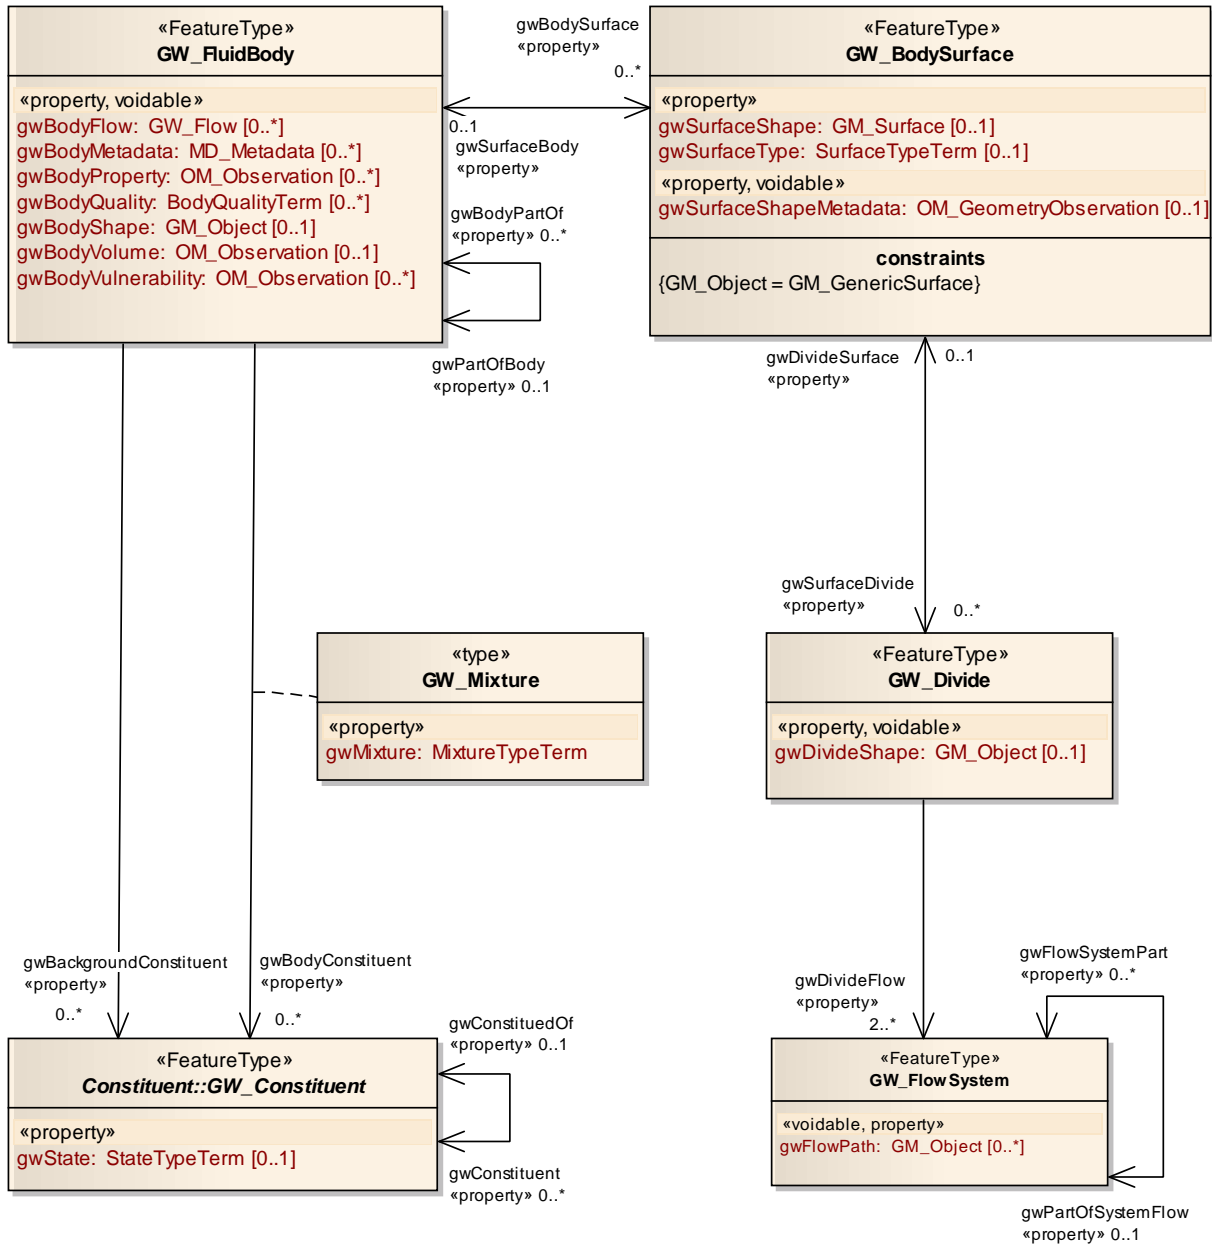 «FeatureType»
GW_FluidBody
«property, voidable»
gwBodyFlow: GW_Flow [0..*]
gwBodyMetadata: MD_Metadata [0..*]
gwBodyProperty: OM_Observation [0..*]
gwBodyQuality: BodyQualityTerm [0..*]
gwBodyShape: GM_Object [0..1]
gwBodyVolume: OM_Observation [0..1]
gwBodyVulnerability: OM_Observation [0..*]
gwBodySurface
«property»
0..*
0..1
gwSurfaceBody
«property»
gwBodyPartOf
«property» 0..*
gwPartOfBody
«property» 0..1
«FeatureType»
GW_BodySurface
«property»
gwSurfaceShape: GM_Surface [0..1]
gwSurfaceType: SurfaceTypeTerm [0..1]
«property, voidable»
gwSurfaceShapeMetadata: OM_GeometryObservation [0..1]
constraints
{GM_Object = GM_GenericSurface}
gwDivideSurface
«property»
0..1
gwSurfaceDivide
«property»
0..*
«type»
GW_Mixture
«property»
gwMixture: MixtureTypeTerm
«FeatureType»
GW_Divide
«property, voidable»
gwDivideShape: GM_Object [0..1]
gwBackgroundConstituent
«property»
0..*
gwBodyConstituent
«property»
0..*
gwDivideFlow
«property»
2..*
gwFlowSystemPart
«property» 0..*
«FeatureType»
Constituent::GW_Constituent
«property»
gwState: StateTypeTerm [0..1]
gwConstituedOf
«property» 0..1
gwConstituent
«property» 0..*
«FeatureType»
GW_FlowSystem
«voidable, property»
gwFlowPath: GM_Object [0..*]
gwPartOfSystemFlow
«property» 0..1